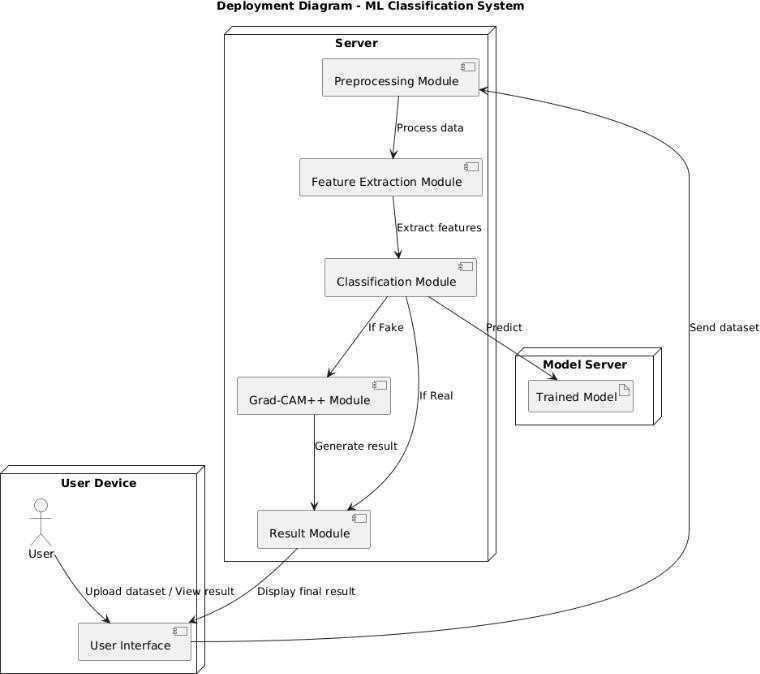 Deployment Diagram - ML Classification System
Server
Preprocessing Module
Process data
Feature Extraction Module
Extract features
Classification Module
If Fake
Predict
Send dataset
Model Server
Trained Model
Grad-CAM++ Module
If Real
Generate result
User Device
Result Module
User
Upload dataset / View result
Display final result
User Interface